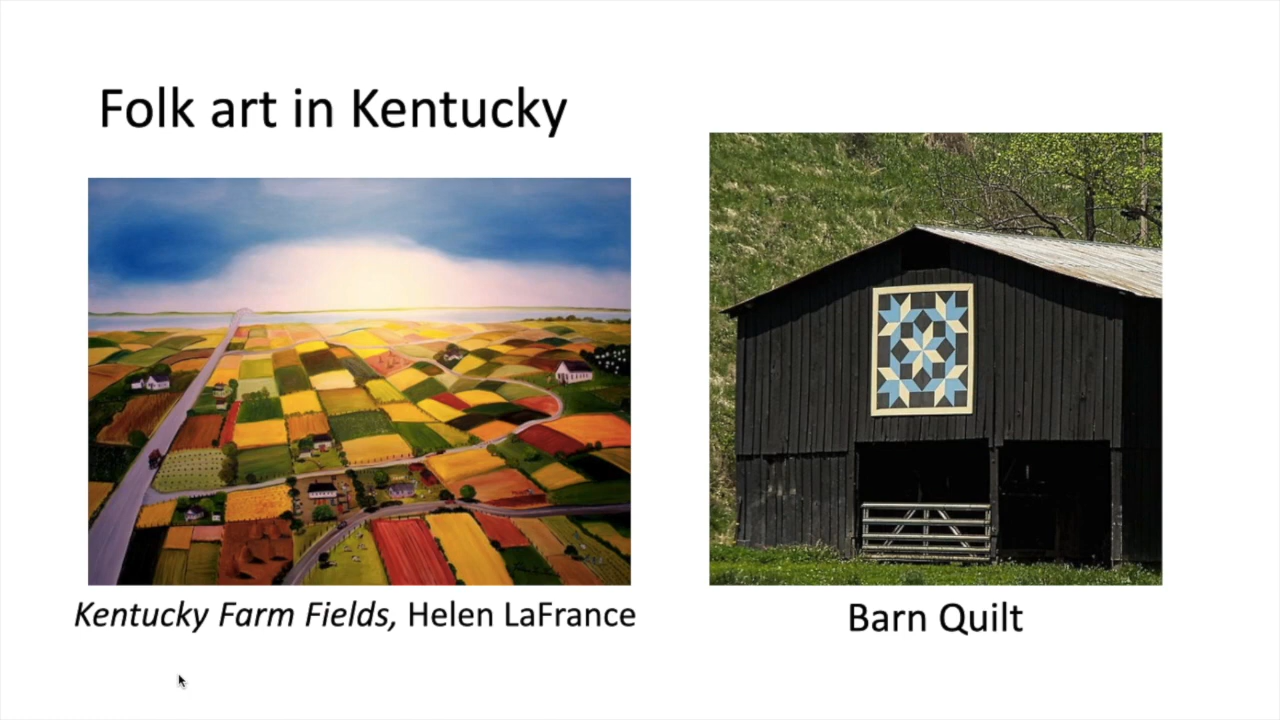 Folk art in Kentucky
Kentucky Farm Fields, Helen LaFrance
Barn Quilt